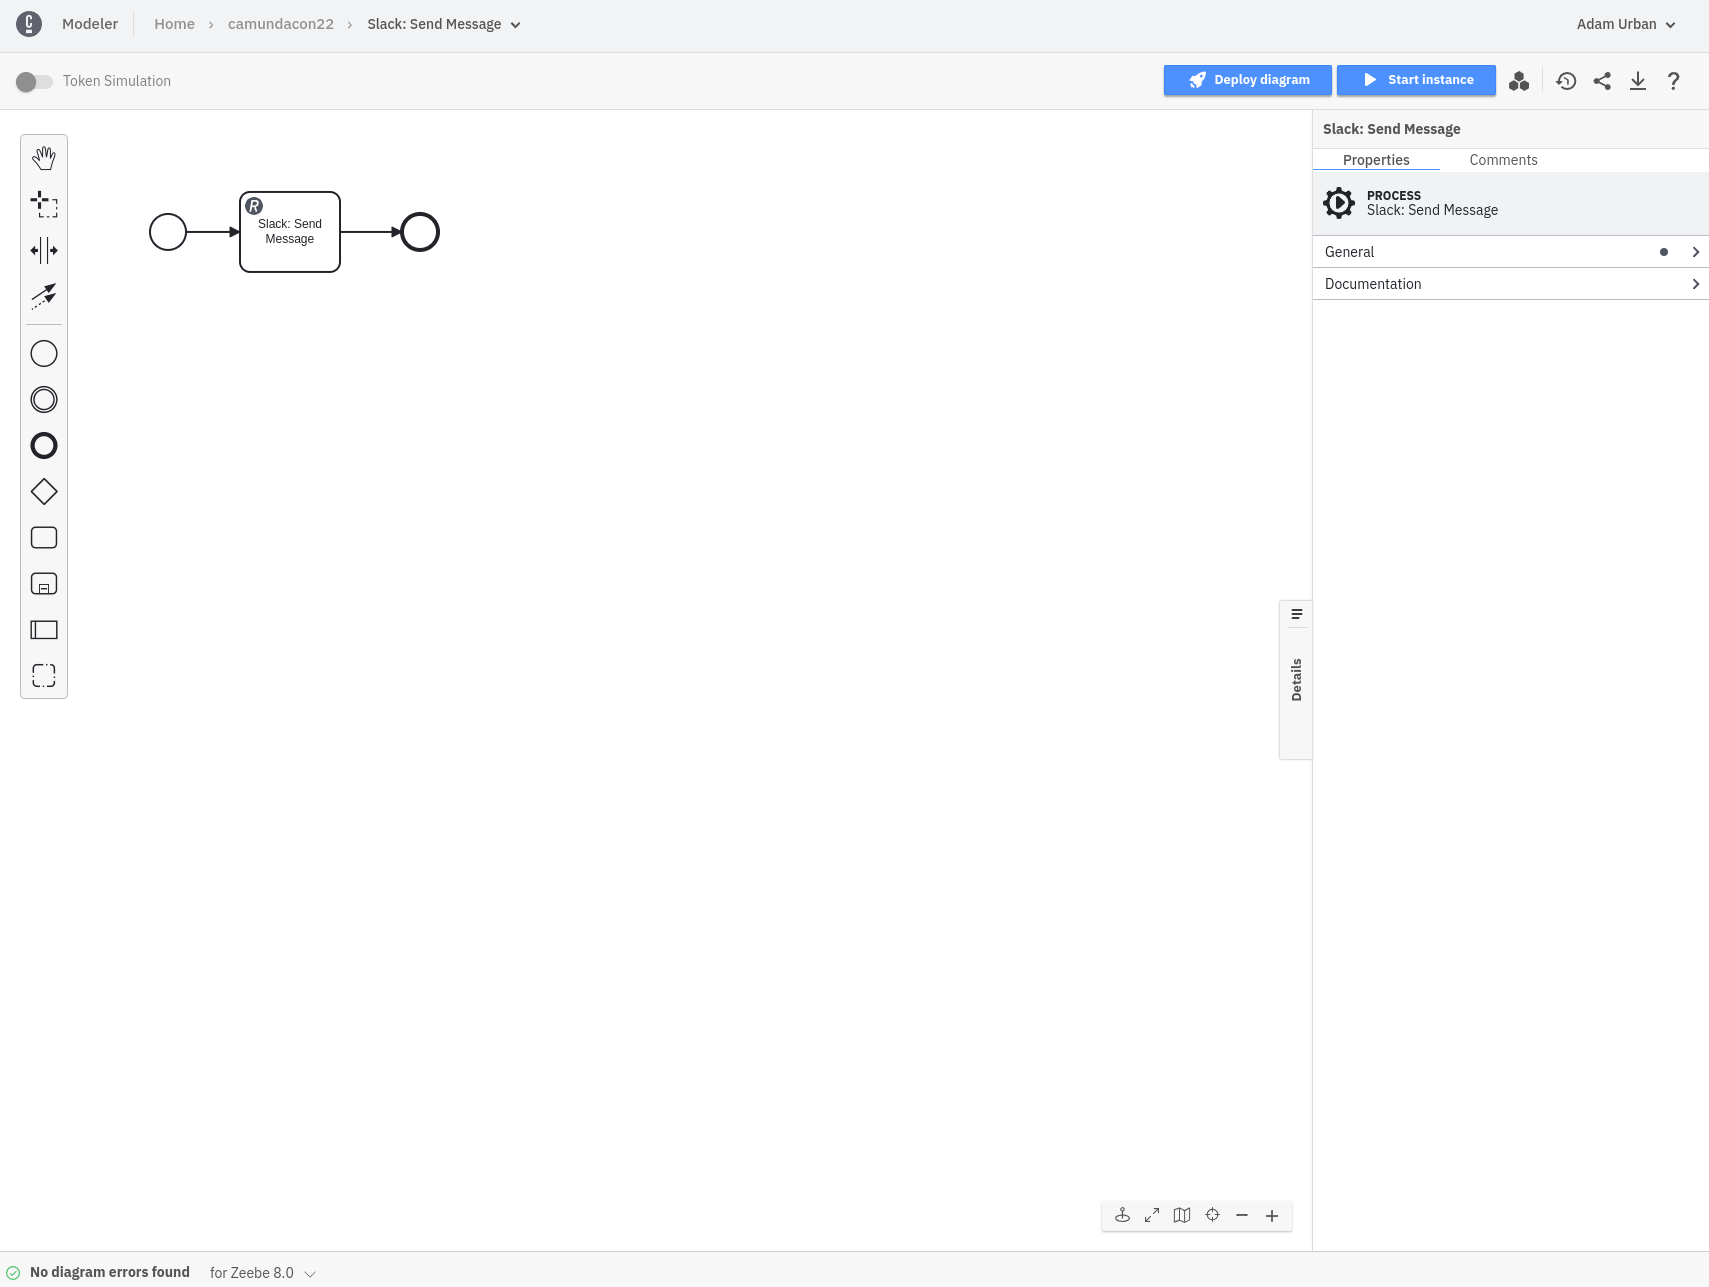 Modeler
Home › camundacon22 › Slack: Send Message
Adam Urban
Token Simulation
Deploy diagram
Start instance
?
Slack: Send Message
Properties
Comments
PROCESS
Slack: Send Message
General
Documentation
R
Slack: Send
Message
Details
No diagram errors found
for Zeebe 8.0